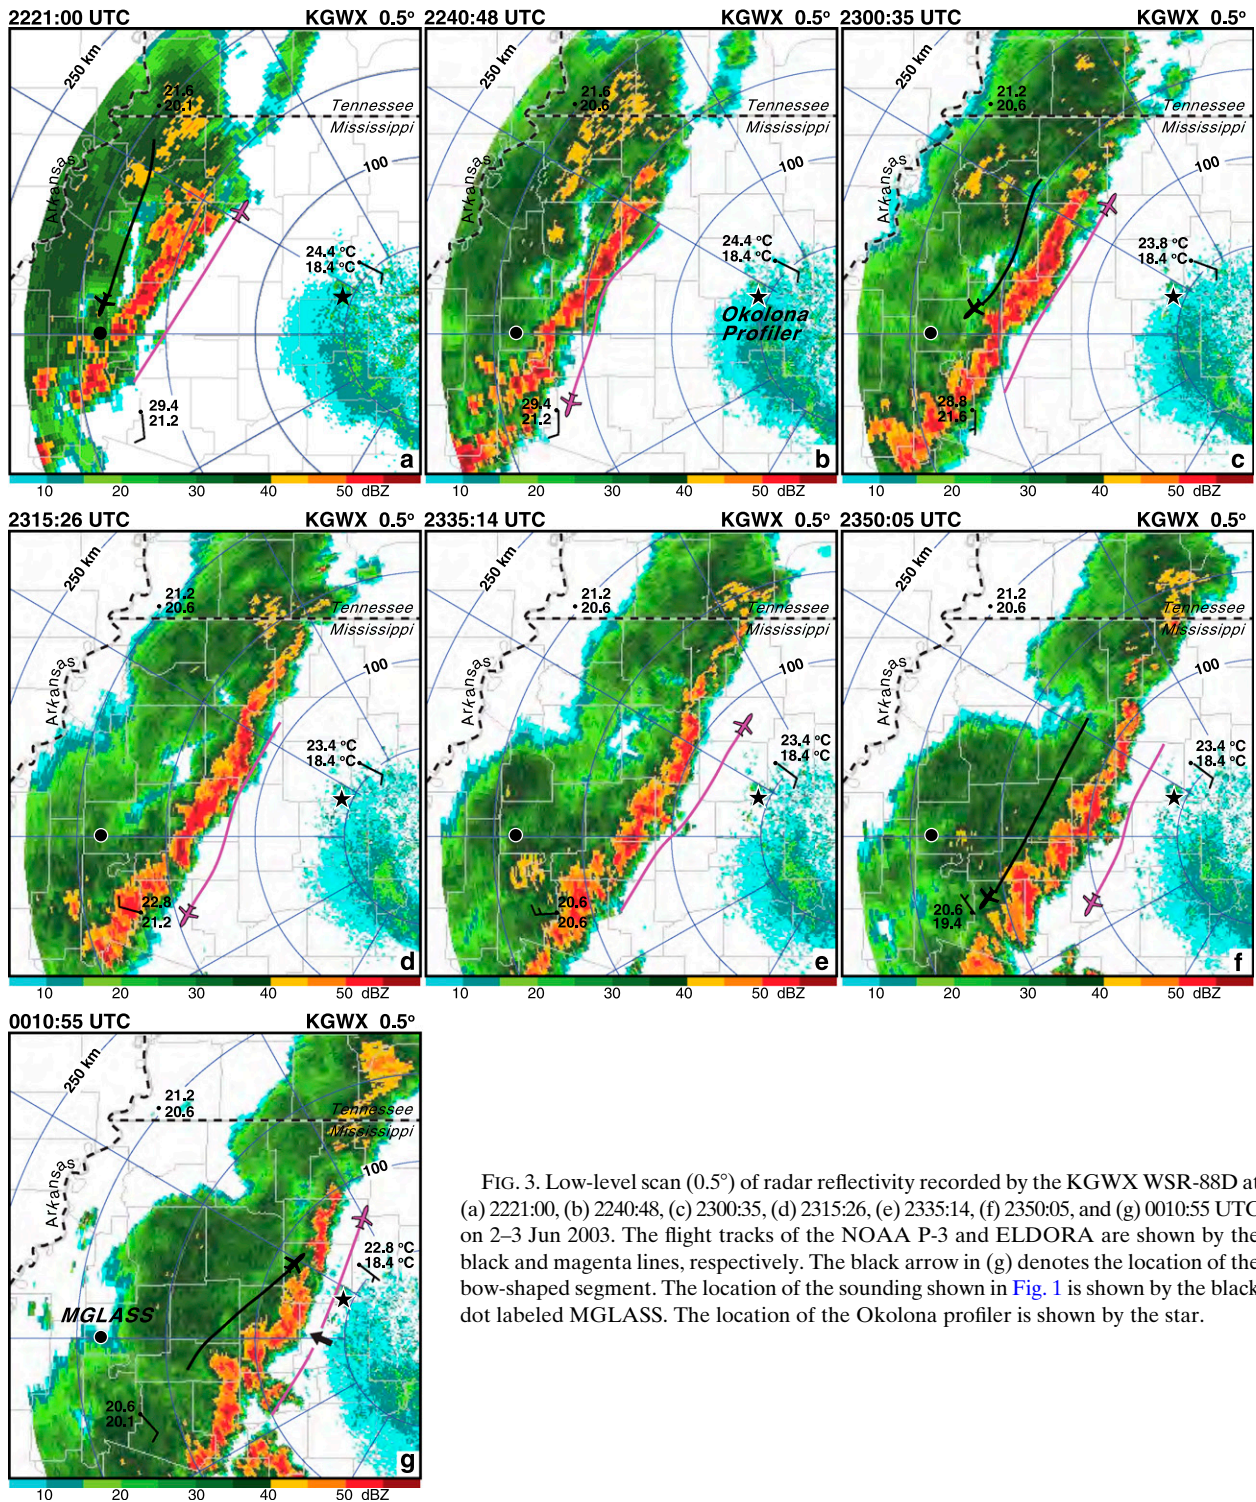 2221:00 UTC KGWX 0.5°
250 km
21.6
20.1
Tennessee
Mississippi
Arkansas
100
24.4 °C
18.4 °C
29.4
21.2
a
10 20 30 40 50 dBZ
2240:48 UTC KGWX 0.5°
250 km
21.6
20.6
Tennessee
Mississippi
Arkansas
100
24.4 °C
18.4 °C
Okolona
Profiler
29.4
21.2
b
10 20 30 40 50 dBZ
2300:35 UTC KGWX 0.5°
250 km
21.2
20.6
Tennessee
Mississippi
Arkansas
100
23.8 °C
18.4 °C
28.8
21.6
c
10 20 30 40 50 dBZ
2315:26 UTC KGWX 0.5°
250 km
21.2
20.6
Tennessee
Mississippi
Arkansas
100
23.4 °C
18.4 °C
22.8
21.2
d
10 20 30 40 50 dBZ
2335:14 UTC KGWX 0.5°
250 km
21.2
20.6
Tennessee
Mississippi
Arkansas
100
23.4 °C
18.4 °C
20.6
20.6
e
10 20 30 40 50 dBZ
2350:05 UTC KGWX 0.5°
250 km
21.2
20.6
Tennessee
Mississippi
Arkansas
100
23.4 °C
18.4 °C
20.6
19.4
f
10 20 30 40 50 dBZ
0010:55 UTC KGWX 0.5°
250 km
21.2
20.6
Tennessee
Mississippi
Arkansas
100
22.8 °C
18.4 °C
MGLASS
20.6
20.1
g
10 20 30 40 50 dBZ
FIG. 3. Low-level scan (0.5°) of radar reflectivity recorded by the KGWX WSR-88D at
(a) 2221:00, (b) 2240:48, (c) 2300:35, (d) 2315:26, (e) 2335:14, (f) 2350:05, and (g) 0010:55 UTC
on 2–3 Jun 2003. The flight tracks of the NOAA P-3 and ELDORA are shown by the
black and magenta lines, respectively. The black arrow in (g) denotes the location of the
bow-shaped segment. The location of the sounding shown in Fig. 1 is shown by the black
dot labeled MGLASS. The location of the Okolona profiler is shown by the star.